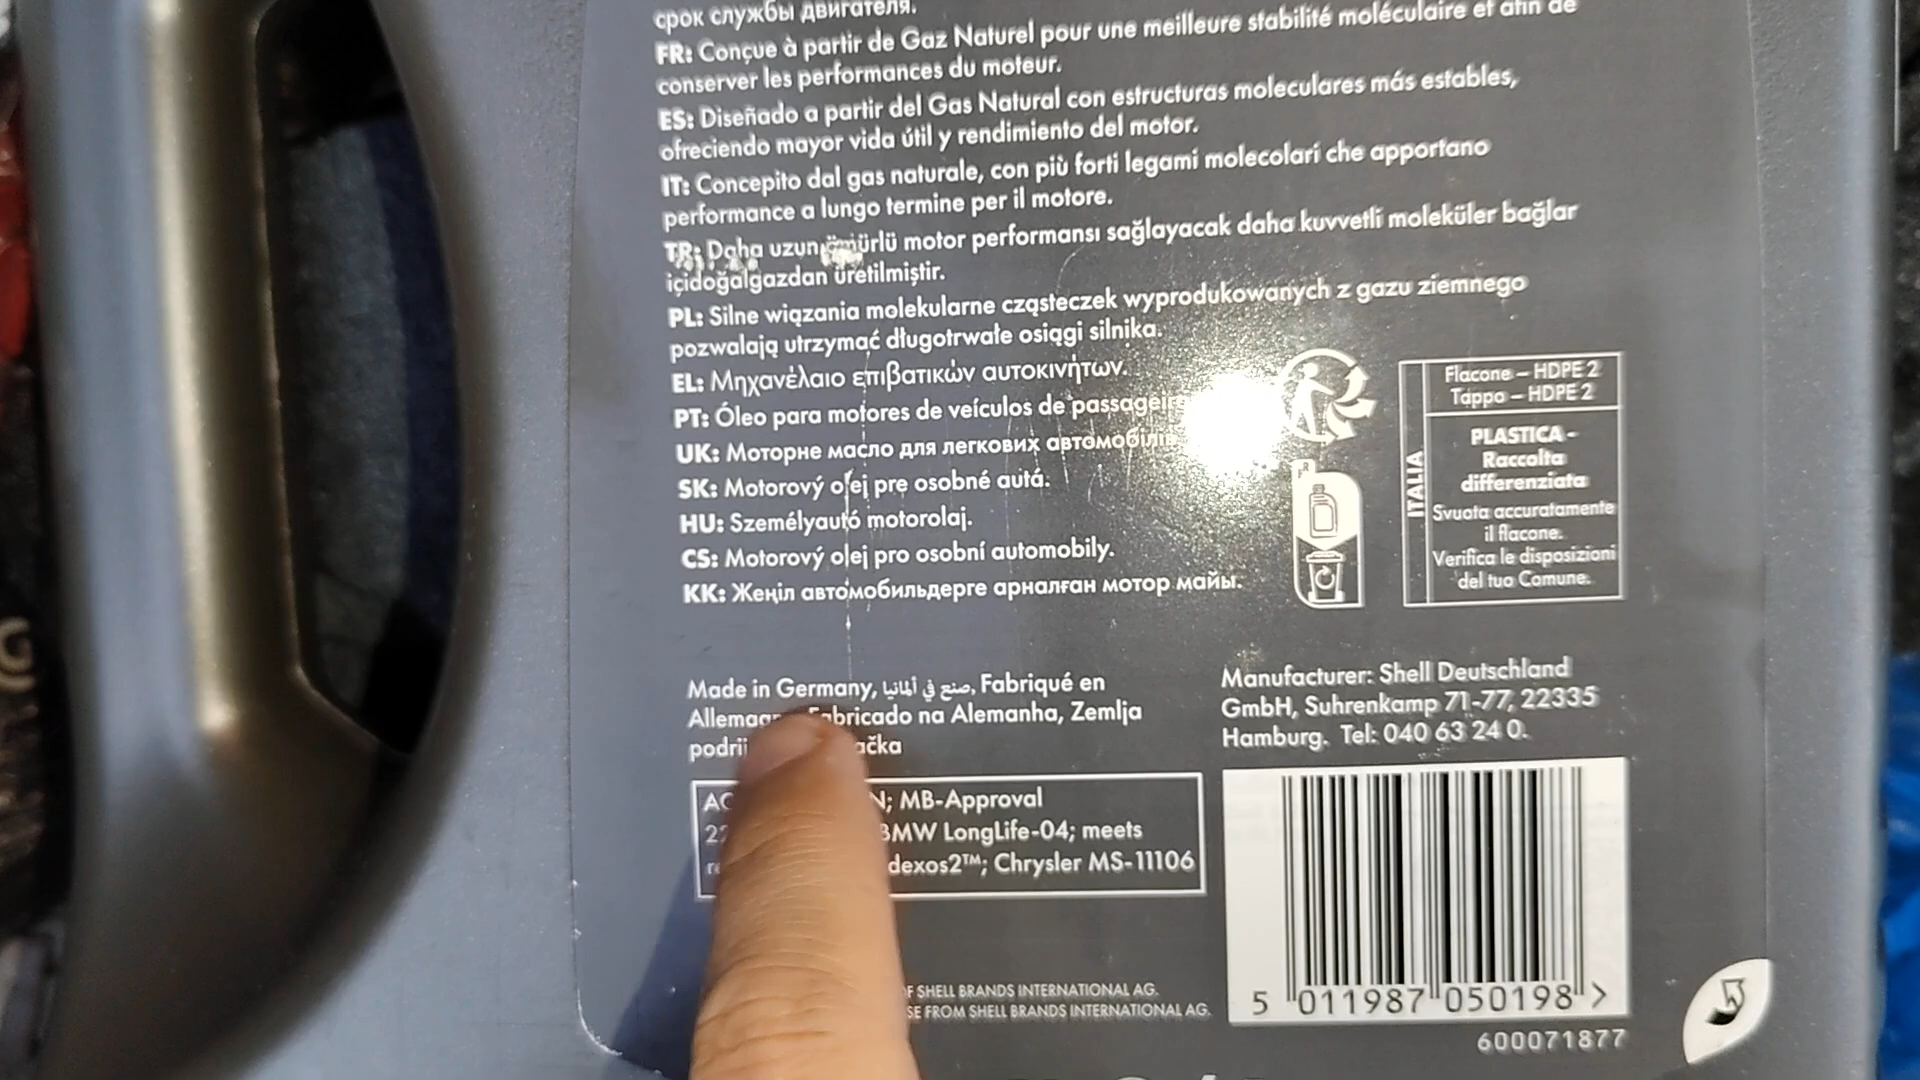 срок службы двигателя.
FR: Conçue à partir de Gaz Naturel pour une meilleure stabilité moléculaire et afin de
conserver les performances du moteur.
ES: Diseñado a partir del Gas Natural con estructuras moleculares más estables,
ofreciendo mayor vida útil y rendimiento del motor.
IT: Concepito dal gas naturale, con più forti legami molecolari che apportano
performance a lungo termine per il motore.
TR: Daha uzun ömürlü motor performansı sağlayacak daha kuvvetli moleküler bağlar
içidoğalgazdan üretilmiştir.
PL: Silne wiązania molekularne cząsteczek wyprodukowanych z gazu ziemnego
pozwalają utrzymać długotrwałe osiągi silnika.
EL: Μηχανέλαιο επιβατικών αυτοκινήτων.
PT: Óleo para motores de veículos de
UK: Моторне масло для легкових
SK: Motorový olej pre osobné autá.
HU: Személyautó motorolaj.
CS: Motorový olej pro osobní automobily.
KK: Жеңіл автомобильдерге арналған мотор майы.
Flacone – HDPE 2
Tappo – HDPE 2
ITALIA
PLASTICA -
Raccolta
differenziata
Svuota accuratamente
il flacone.
Verifica le disposizioni
del tuo Comune.
Made in Germany, صنع في ألمانيا, Fabriqué en
Fabricado na Alemanha, Zemlja
Manufacturer: Shell Deutschland
GmbH, Suhrenkamp 71-77, 22335
Hamburg. Tel: 040 63 24 0.
MB-Approval
BMW LongLife-04; meets
dexos2™; Chrysler MS-11106
SHELL BRANDS INTERNATIONAL AG.
FROM SHELL BRANDS INTERNATIONAL AG.
5 011987 050198 >
600071877